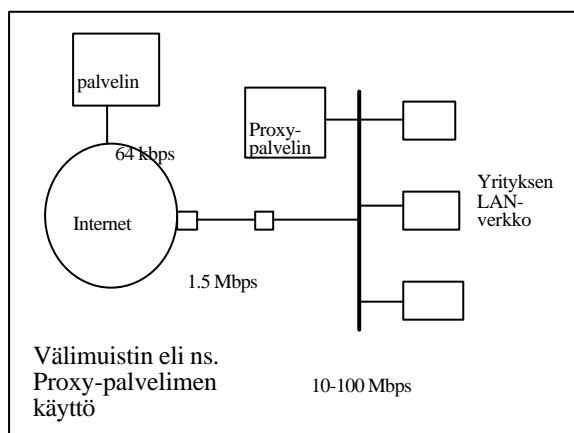 palvelin
64 kbps
Internet
1.5 Mbps
Proxy-
palvelin
Yrityksen
LAN-
verkko
10-100 Mbps
Välimuistin eli ns.
Proxy-palvelimen
käyttö